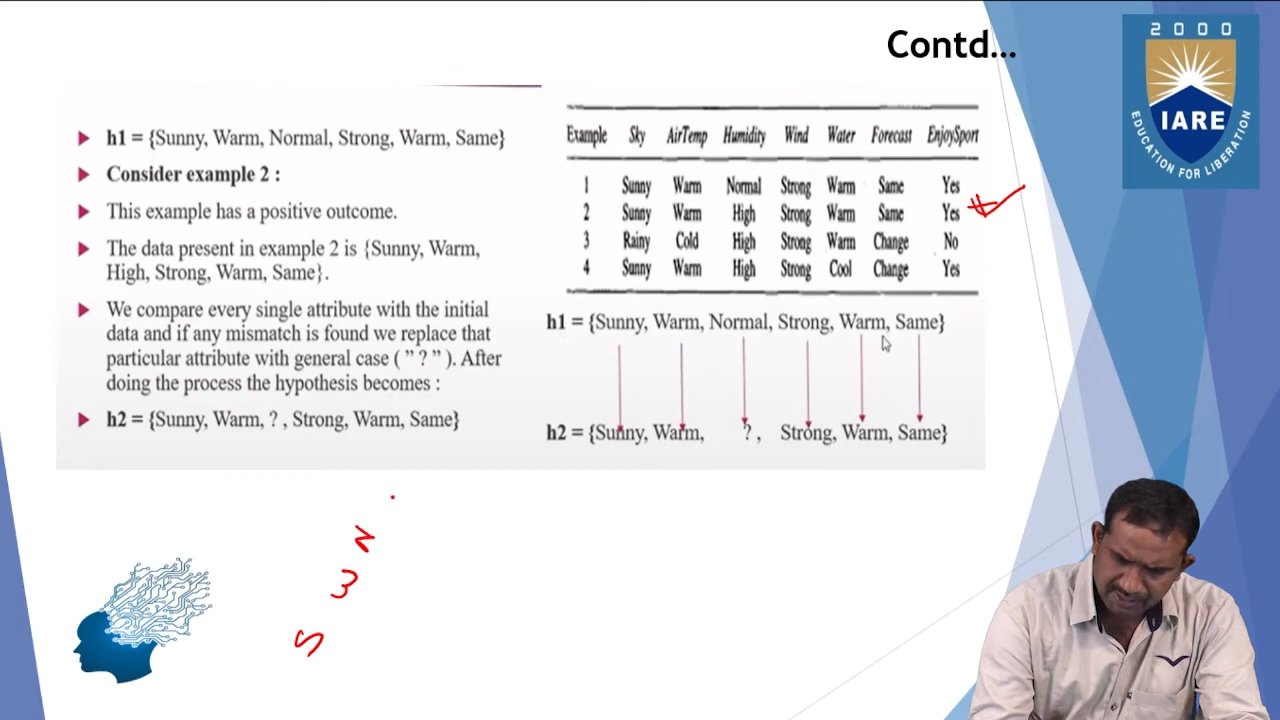 Contd...
2 0 0 0
IARE
EDUCATION FOR LIBERATION
h1 = {Sunny, Warm, Normal, Strong, Warm, Same}
Consider example 2 :
This example has a positive outcome.
The data present in example 2 is {Sunny, Warm,
High, Strong, Warm, Same}.
We compare every single attribute with the initial
data and if any mismatch is found we replace that
particular attribute with general case ( ” ? ” ). After
doing the process the hypothesis becomes :
h2 = {Sunny, Warm, ? , Strong, Warm, Same}
Example Sky AirTemp Humidity Wind Water Forecast EnjoySport
1 Sunny Warm Normal Strong Warm Same Yes
2 Sunny Warm High Strong Warm Same Yes
3 Rainy Cold High Strong Warm Change No
4 Sunny Warm High Strong Cool Change Yes
h1 = {Sunny, Warm, Normal, Strong, Warm, Same}
h2 = {Sunny, Warm, ? , Strong, Warm, Same}
N
W
S